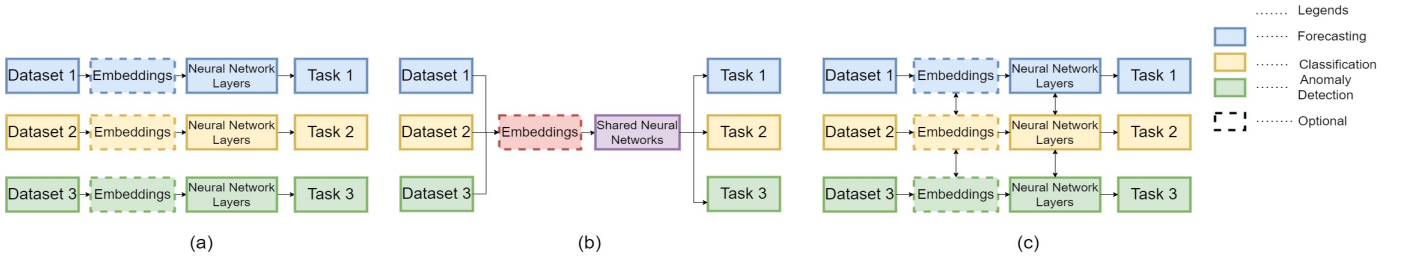 Dataset 1
Embeddings
Neural Network
Layers
Task 1
Dataset 2
Embeddings
Neural Network
Layers
Task 2
Dataset 3
Embeddings
Neural Network
Layers
Task 3
(a)
Dataset 1
Dataset 2
Dataset 3
Embeddings
Shared Neural
Networks
Task 1
Task 2
Task 3
(b)
Dataset 1
Embeddings
Neural Network
Layers
Task 1
Dataset 2
Embeddings
Neural Network
Layers
Task 2
Dataset 3
Embeddings
Neural Network
Layers
Task 3
(c)
Legends
Forecasting
Classification
Anomaly
Detection
Optional